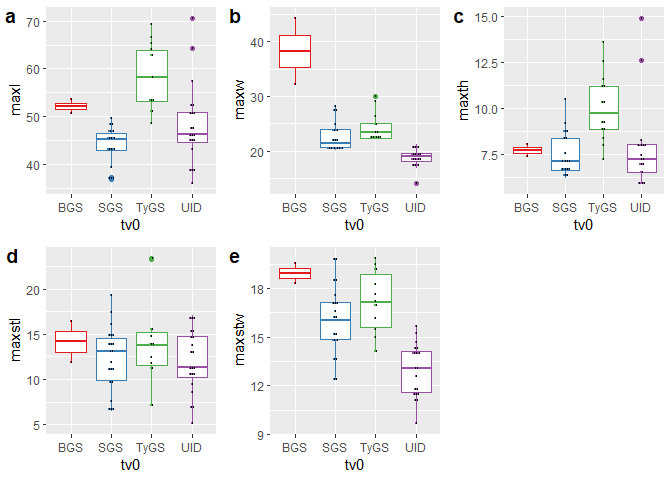 a
maxl
70
60
50
40
BGS SGS TyGS UID
tv0
b
maxw
40
30
20
BGS SGS TyGS UID
tv0
c
maxth
15.0
12.5
10.0
7.5
BGS SGS TyGS UID
tv0
d
maxstl
20
15
10
5
BGS SGS TyGS UID
tv0
e
maxstw
18
15
12
9
BGS SGS TyGS UID
tv0